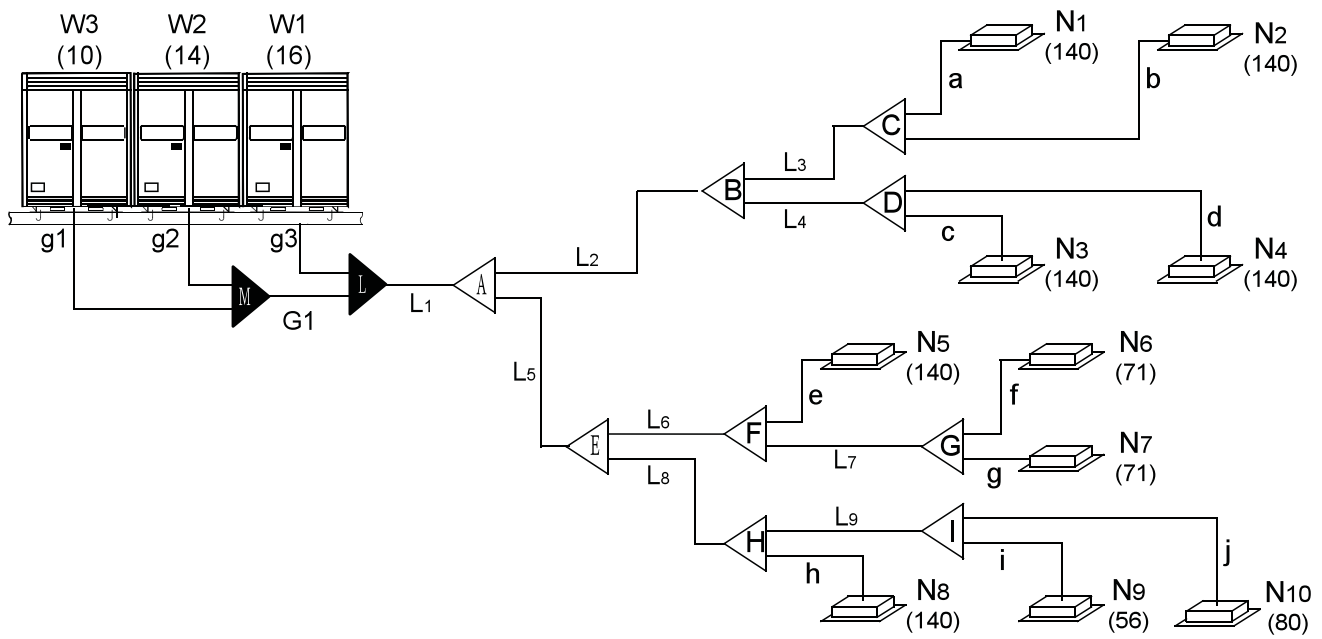 W3 W2 W1
(10) (14) (16)
g1 g2 g3
M
G1
L
L1
A
L2
L5
B
L3
L4
C
a
b
N1
(140)
N2
(140)
D
c
d
N3
(140)
N4
(140)
E
L6
L8
F
e
N5
(140)
L7
G
f
g
N6
(71)
N7
(71)
H
L9
h
N8
(140)
I
i
j
N9
(56)
N10
(80)